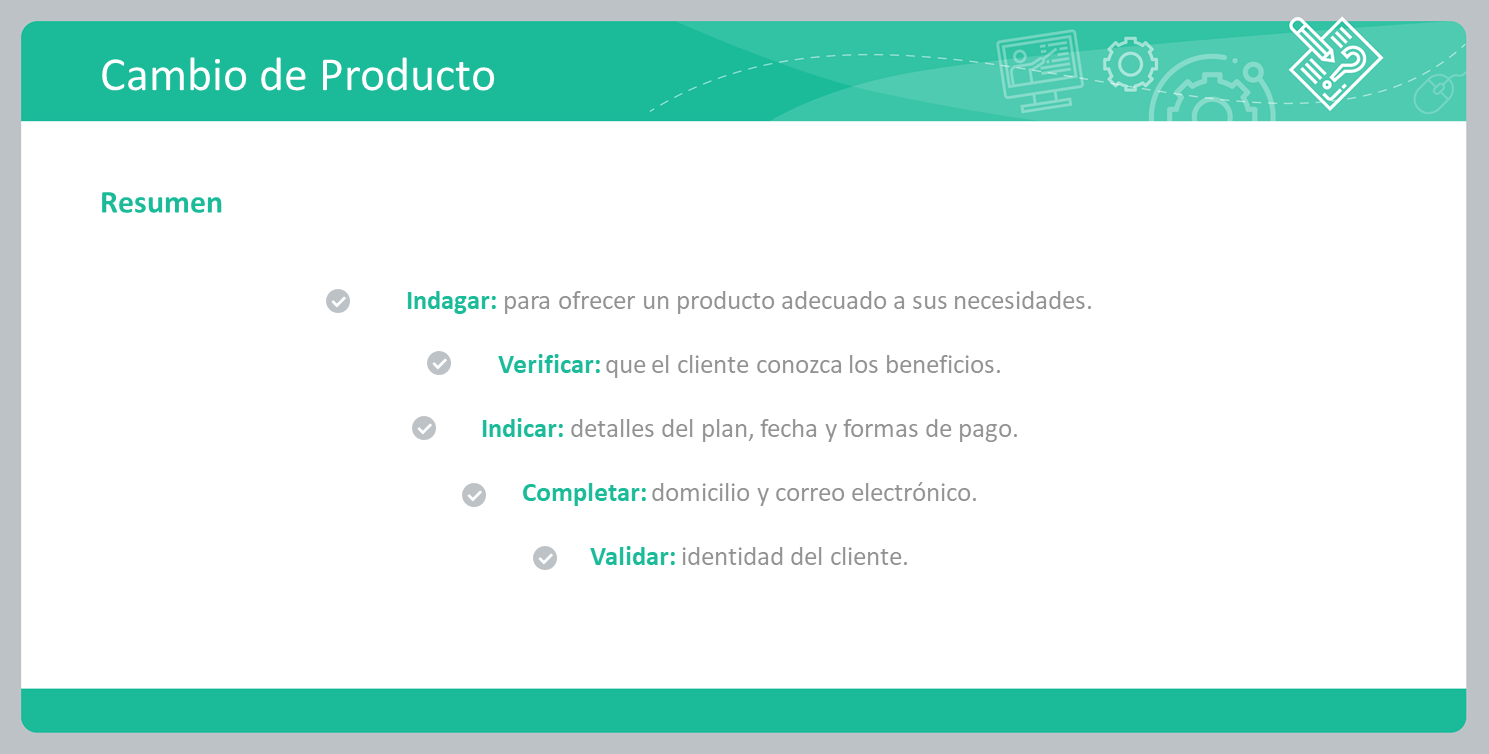 Cambio de Producto
Resumen
Indagar: para ofrecer un producto adecuado a sus necesidades.
Verificar: que el cliente conozca los beneficios.
Indicar: detalles del plan, fecha y formas de pago.
Completar: domicilio y correo electrónico.
Validar: identidad del cliente.